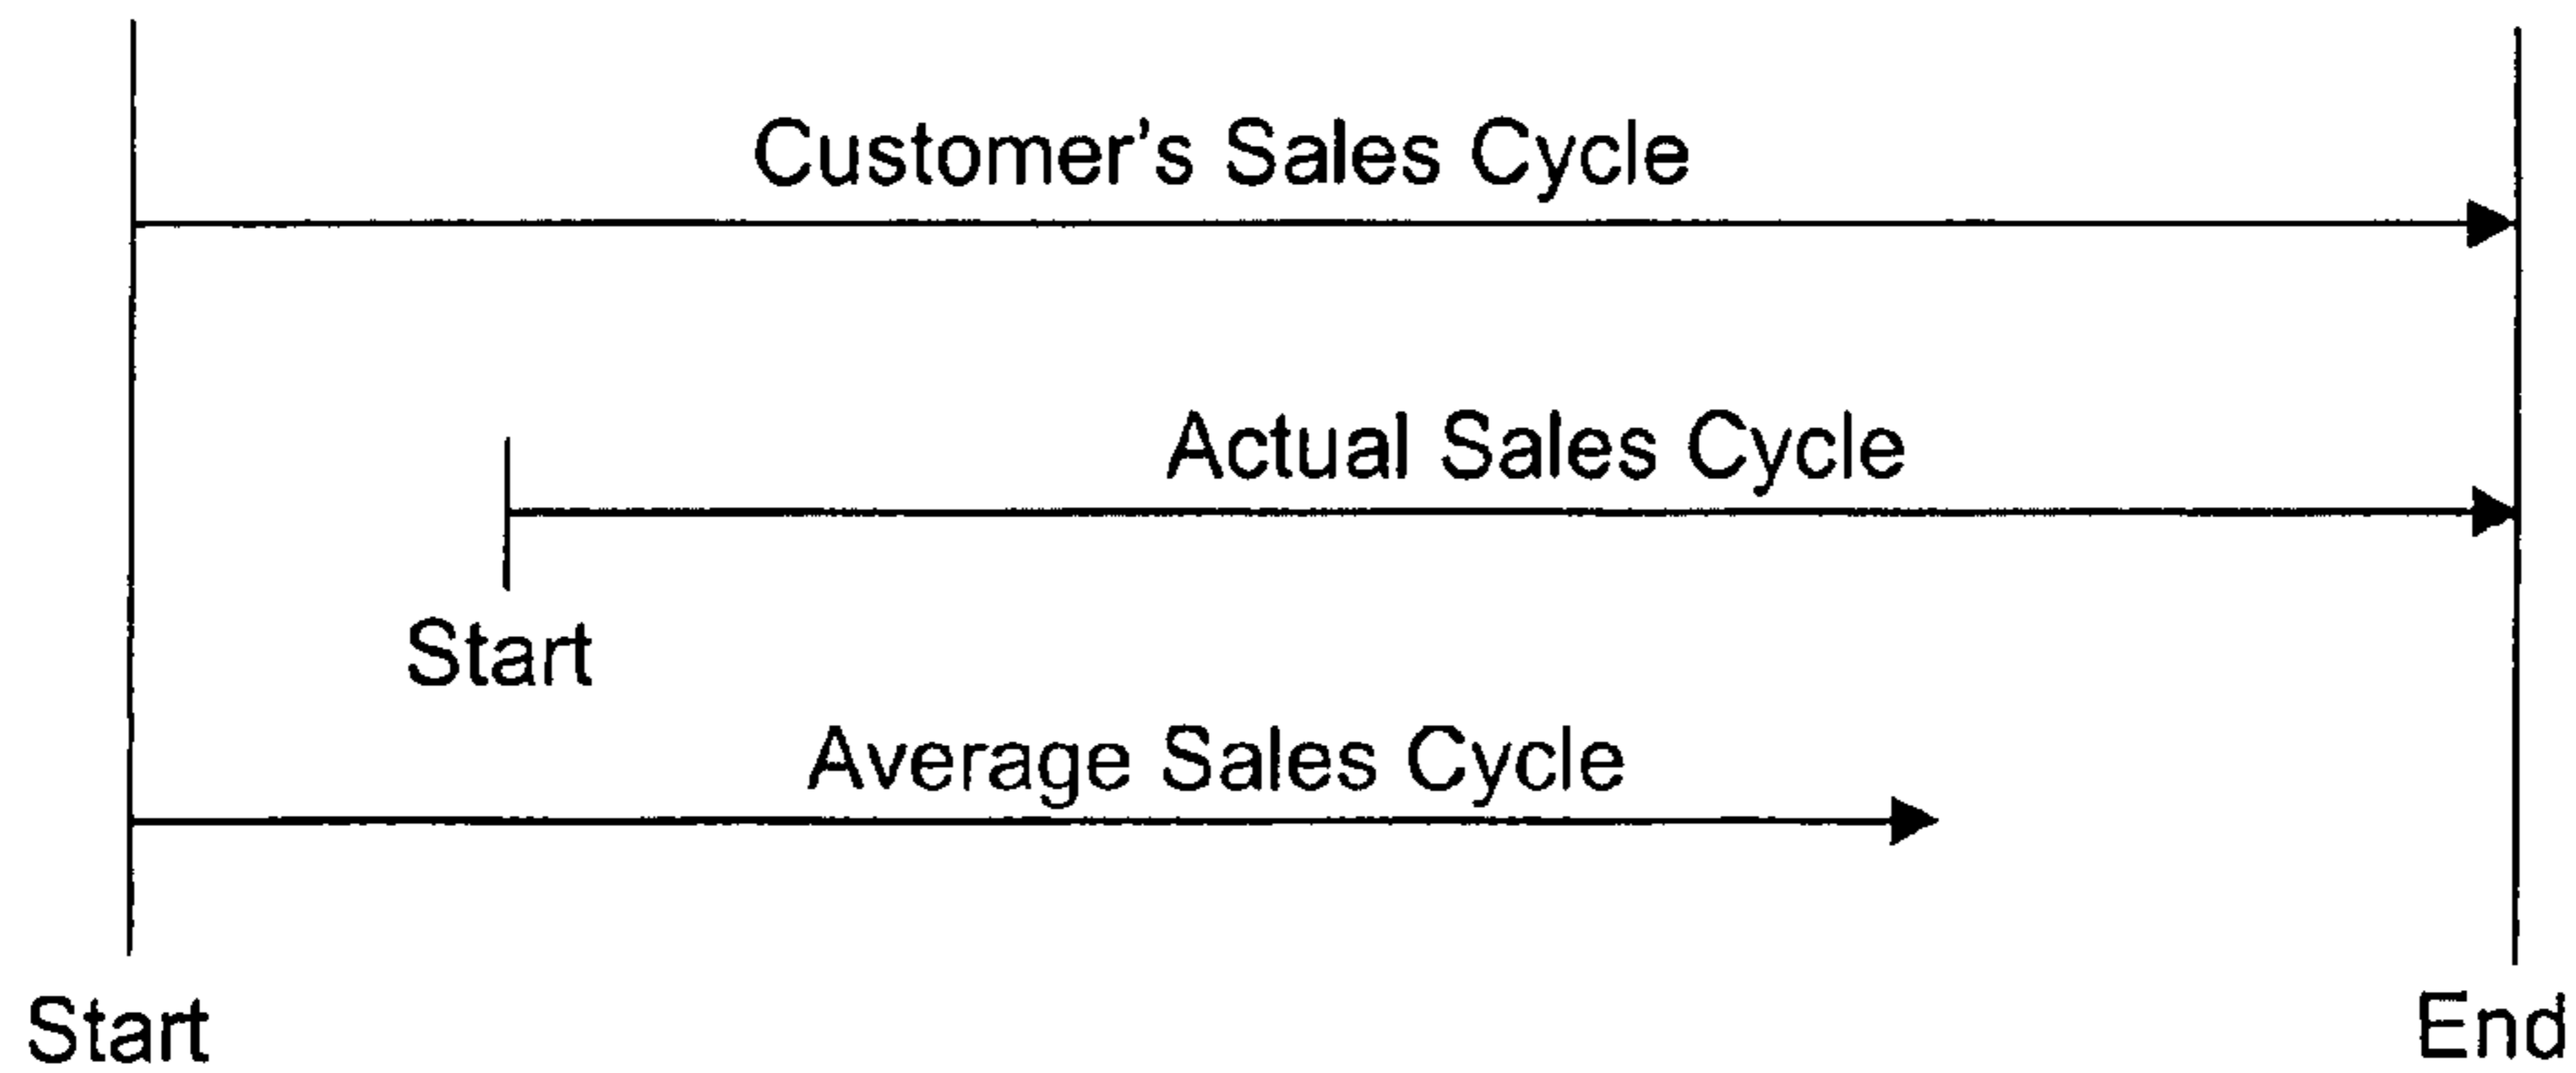 Customer’s Sales Cycle
Actual Sales Cycle
Start
Average Sales Cycle
Start
End